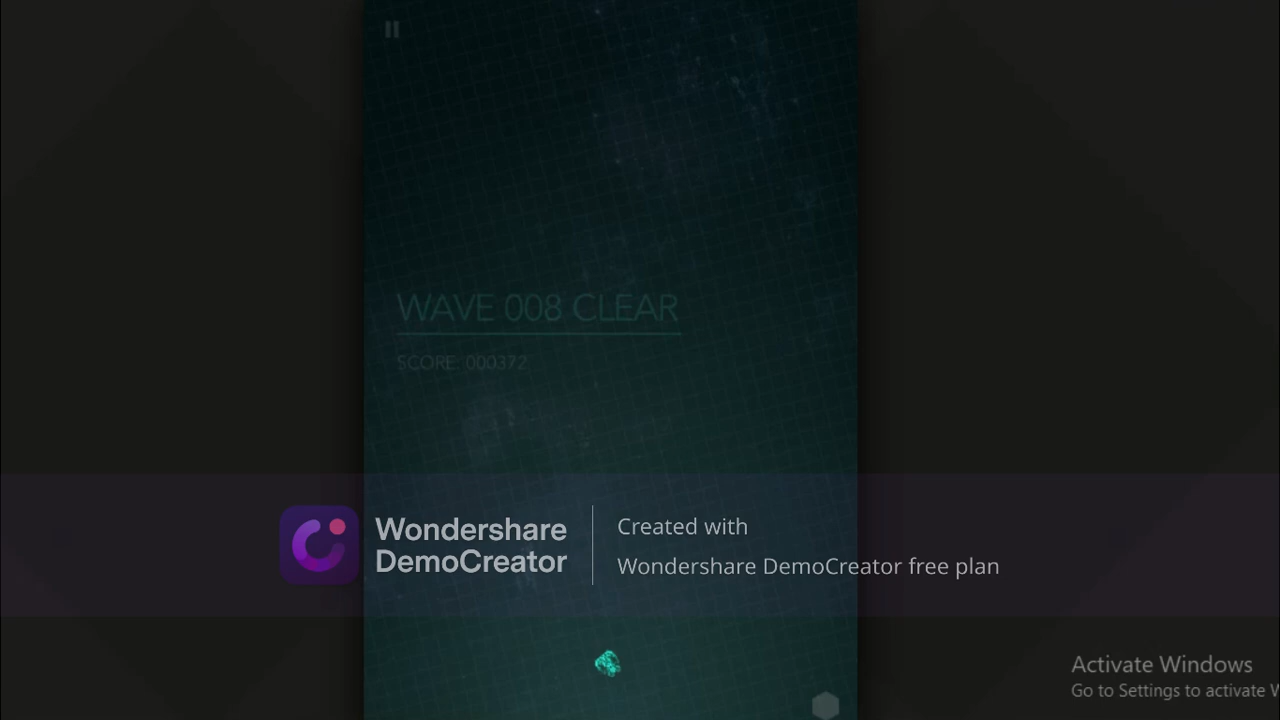 WAVE 008 CLEAR
SCORE: 000372
Wondershare
DemoCreator
Created with
Wondershare DemoCreator free plan
Activate Windows
Go to Settings to activate W